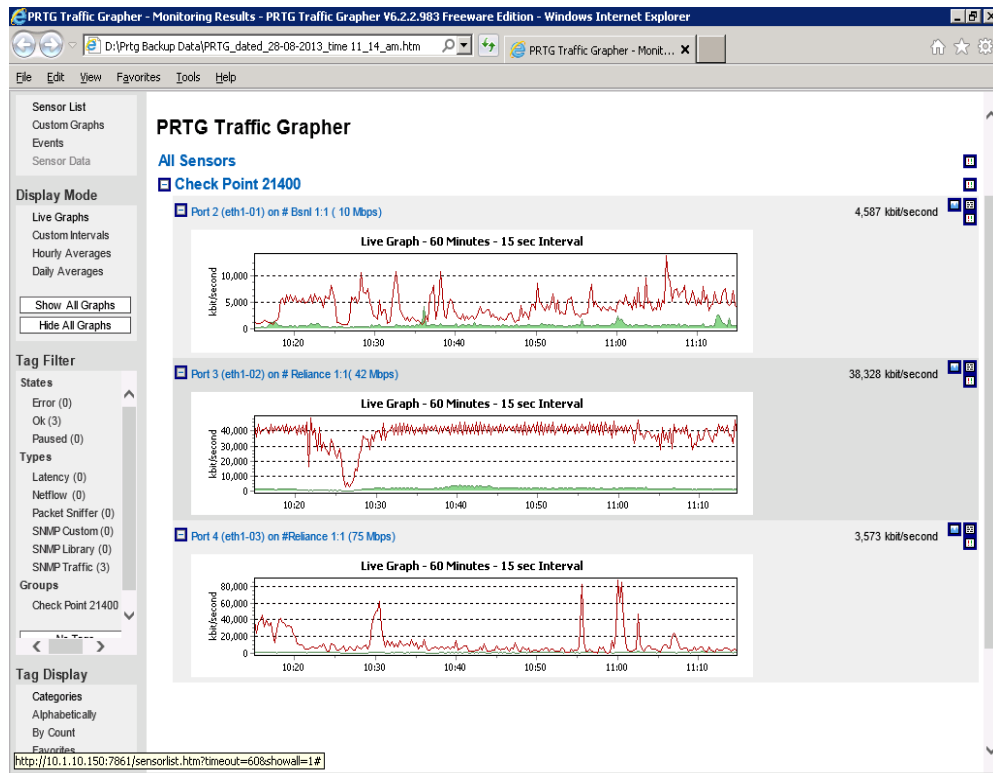 PRTG Traffic Grapher - Monitoring Results - PRTG Traffic Grapher V6.2.2.983 Freeware Edition - Windows Internet Explorer
D:\Prtg Backup Data\PRTG_dated_28-08-2013_time 11_14_am.htm
PRTG Traffic Grapher - Monit...
File Edit View Favorites Tools Help
Sensor List
Custom Graphs
Events
Sensor Data
Display Mode
Live Graphs
Custom Intervals
Hourly Averages
Daily Averages
Show All Graphs
Hide All Graphs
Tag Filter
States
Error (0)
Ok (3)
Paused (0)
Types
Latency (0)
Netflow (0)
Packet Sniffer (0)
SNMP Custom (0)
SNMP Library (0)
SNMP Traffic (3)
Groups
Check Point 21400
No Tags
Tag Display
Categories
Alphabetically
By Count
Favorites
http://10.1.10.150:7861/sensorlist.htm?timeout=60&showall=1#
PRTG Traffic Grapher
All Sensors
Check Point 21400
Port 2 (eth1-01) on # Bsnl 1:1 ( 10 Mbps)
4,587 kbit/second
Live Graph - 60 Minutes - 15 sec Interval
kbit/second
10,000
5,000
0
10:20 10:30 10:40 10:50 11:00 11:10
Port 3 (eth1-02) on # Reliance 1:1( 42 Mbps)
38,328 kbit/second
Live Graph - 60 Minutes - 15 sec Interval
kbit/second
40,000
30,000
20,000
10,000
0
10:20 10:30 10:40 10:50 11:00 11:10
Port 4 (eth1-03) on #Reliance 1:1 (75 Mbps)
3,573 kbit/second
Live Graph - 60 Minutes - 15 sec Interval
kbit/second
80,000
60,000
40,000
20,000
0
10:20 10:30 10:40 10:50 11:00 11:10